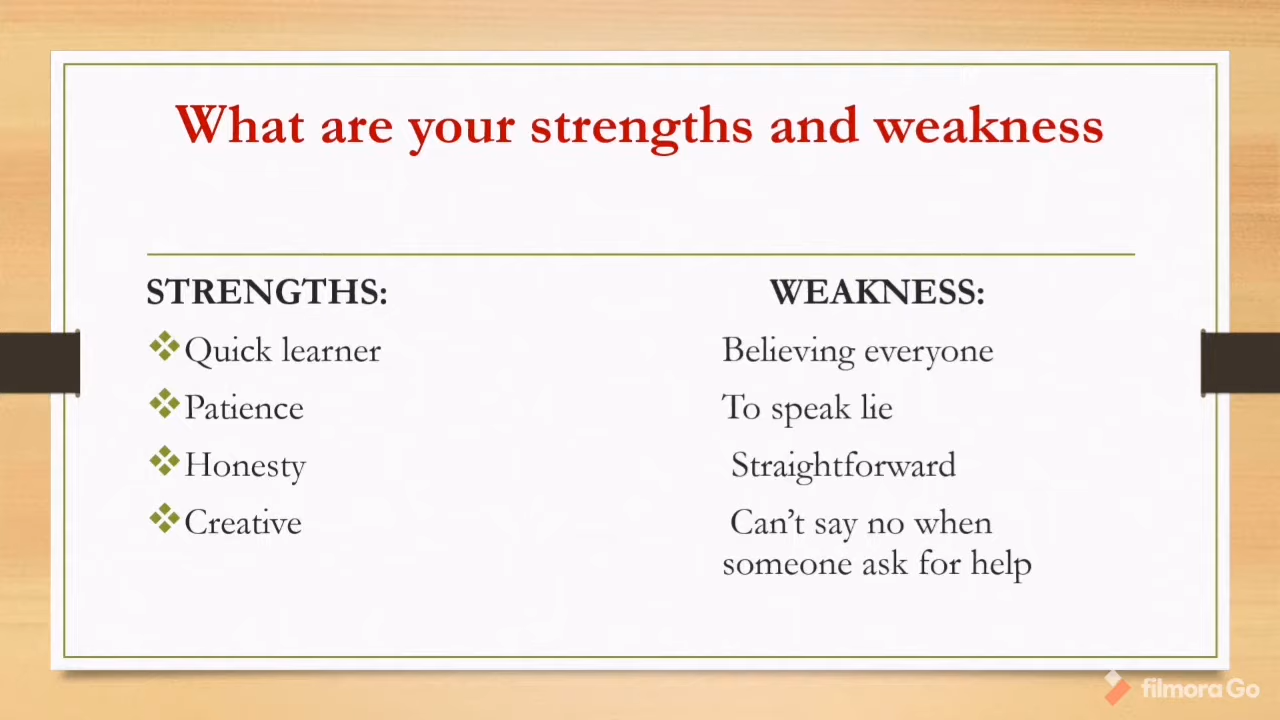 What are your strengths and weakness
STRENGTHS:
Quick learner
Patience
Honesty
Creative
WEAKNESS:
Believing everyone
To speak lie
Straightforward
Can’t say no when
someone ask for help
filmora Go